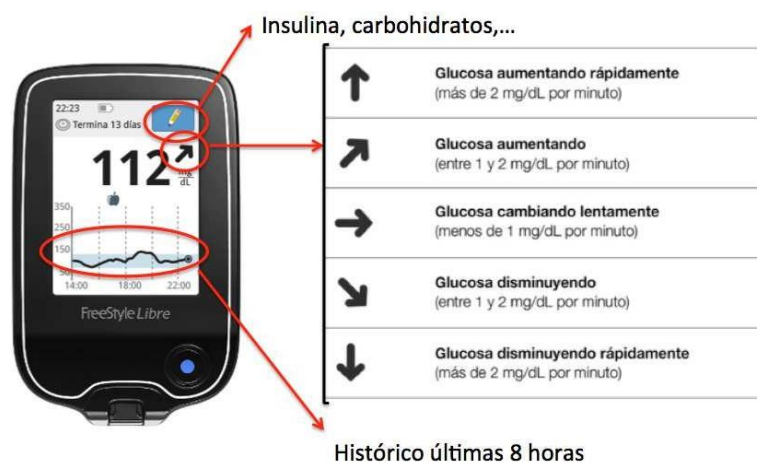 Insulina, carbohidratos,...
22:23
Termina 13 días
112
mg
dL
350
250
150
50
14:00
18:00
22:00
FreeStyle Libre
Glucosa aumentando rápidamente
(más de 2 mg/dL por minuto)
Glucosa aumentando
(entre 1 y 2 mg/dL por minuto)
Glucosa cambiando lentamente
(menos de 1 mg/dL por minuto)
Glucosa disminuyendo
(entre 1 y 2 mg/dL por minuto)
Glucosa disminuyendo rápidamente
(más de 2 mg/dL por minuto)
Histórico últimas 8 horas